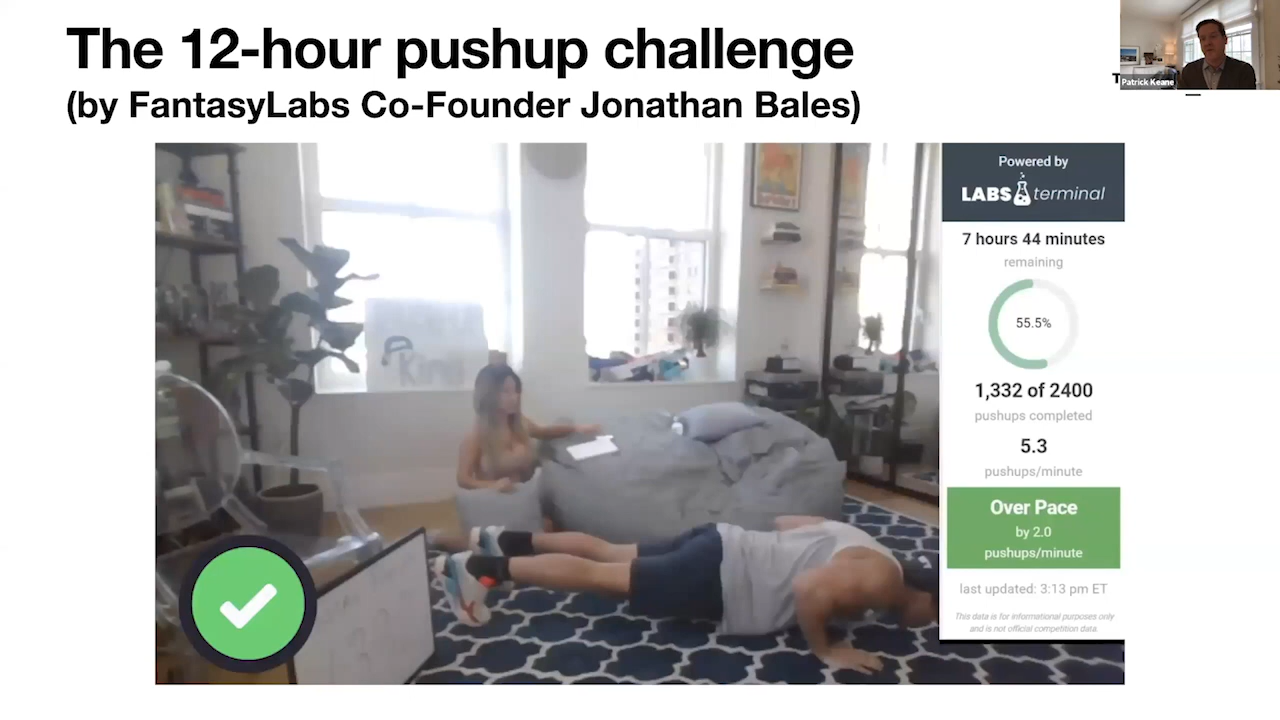 The 12-hour pushup challenge
(by FantasyLabs Co-Founder Jonathan Bales)
Patrick Keane
Powered by
LABS terminal
7 hours 44 minutes
remaining
55.5%
1,332 of 2400
pushups completed
5.3
pushups/minute
Over Pace
by 2.0
pushups/minute
last updated: 3:13 pm ET
This data is for informational purposes only
and is not official competition data.